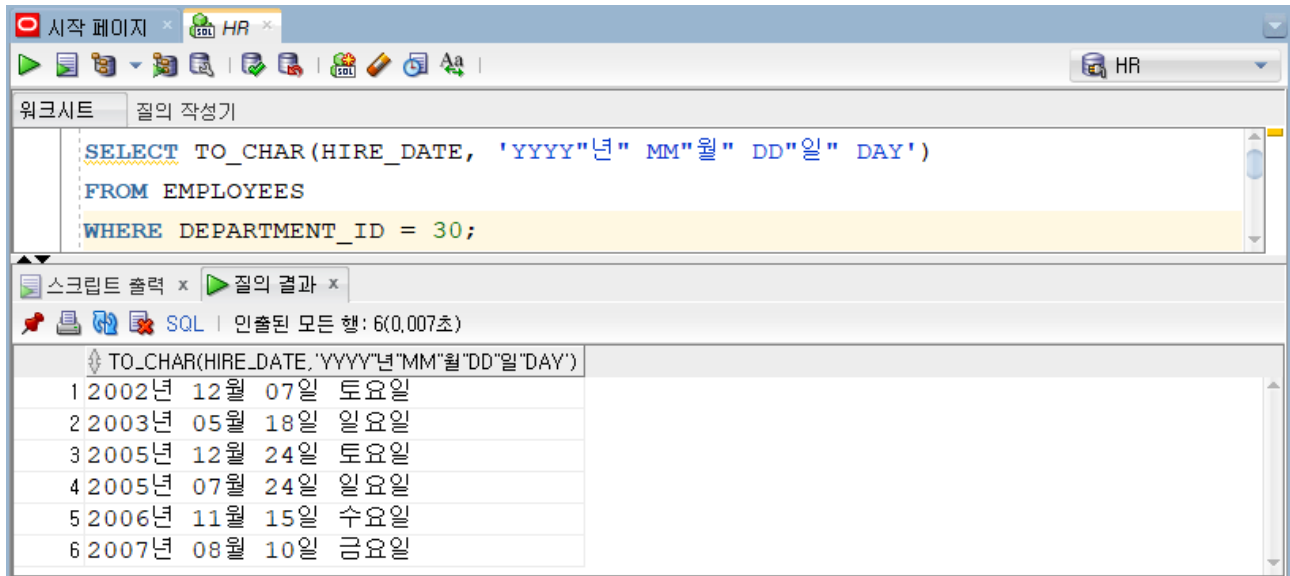 시작 페이지 HR
HR
워크시트 질의 작성기
SELECT TO_CHAR(HIRE_DATE, 'YYYY"년" MM"월" DD"일" DAY')
FROM EMPLOYEES
WHERE DEPARTMENT_ID = 30;
스크립트 출력 x 질의 결과 x
SQL | 인출된 모든 행: 6(0,007초)
TO_CHAR(HIRE_DATE,'YYYY"년"MM"월"DD"일"DAY')
1 2002년 12월 07일 토요일
2 2003년 05월 18일 일요일
3 2005년 12월 24일 토요일
4 2005년 07월 24일 일요일
5 2006년 11월 15일 수요일
6 2007년 08월 10일 금요일